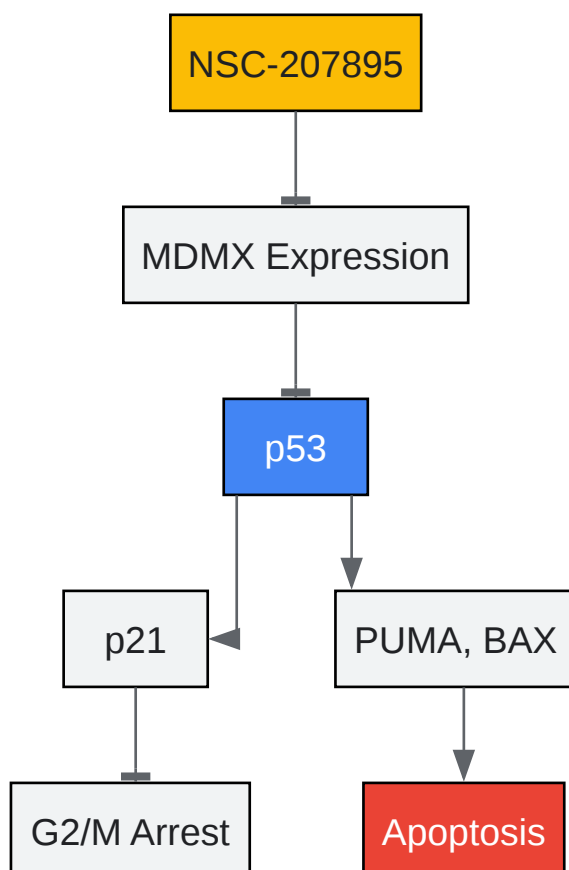 NSC-207895
MDMX Expression
p53
p21
PUMA, BAX
G2/M Arrest
Apoptosis